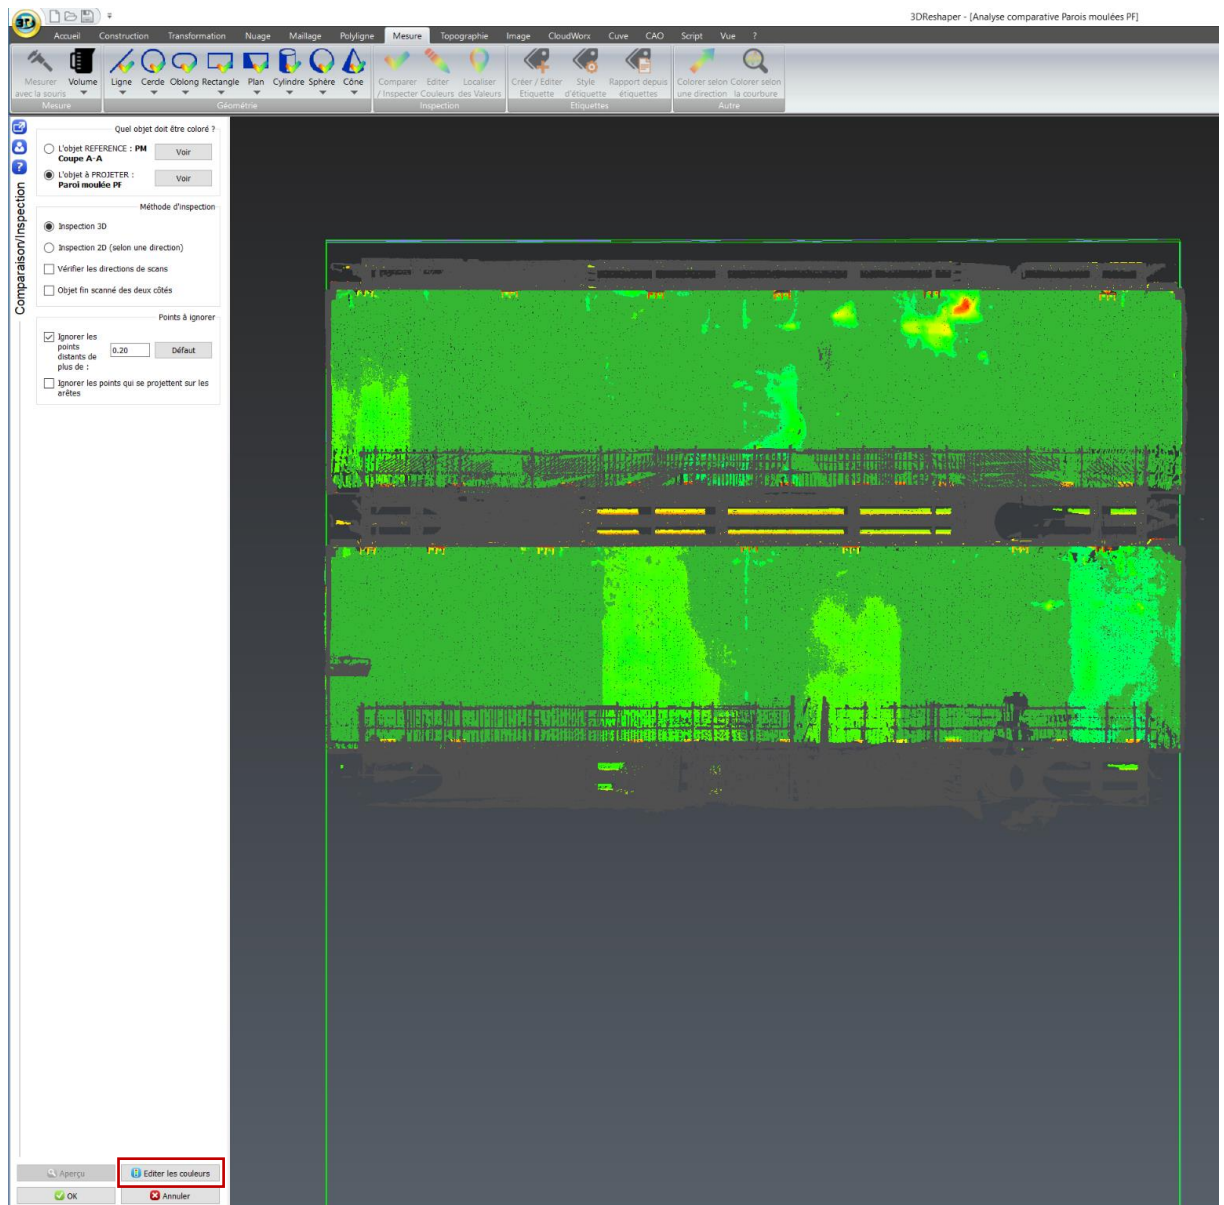 3DReshaper - [Analyse comparative Parois moulées PF]
3D
Accueil Construction Transformation Nuage Maillage Polyligne Mesure Topographie Image CloudWorx Cuve CAO Script Vue ?
Mesurer Volume Ligne Cercle Oblong Rectangle Plan Cylindre Sphère Cône Comparer Editer Localiser Créer / Editer Style Rapport depuis Colorer selon Colorer selon
avec la souris / Inspecter Couleurs des Valeurs Etiquette d'étiquette étiquettes une direction la courbure
Mesure Géométrie Inspection Etiquettes Autre
Comparaison/Inspection
Quel objet doit être coloré ?
L'objet REFERENCE : PM
Coupe A-A
Voir
L'objet à PROJETER :
Paroi moulée PF
Voir
Méthode d'inspection
Inspection 3D
Inspection 2D (selon une direction)
Vérifier les directions de scans
Objet fin scanné des deux côtés
Points à ignorer
Ignorer les
points
distants de
plus de :
0.20
Défaut
Ignorer les points qui se projettent sur les
arêtes
Aperçu Editer les couleurs
OK Annuler